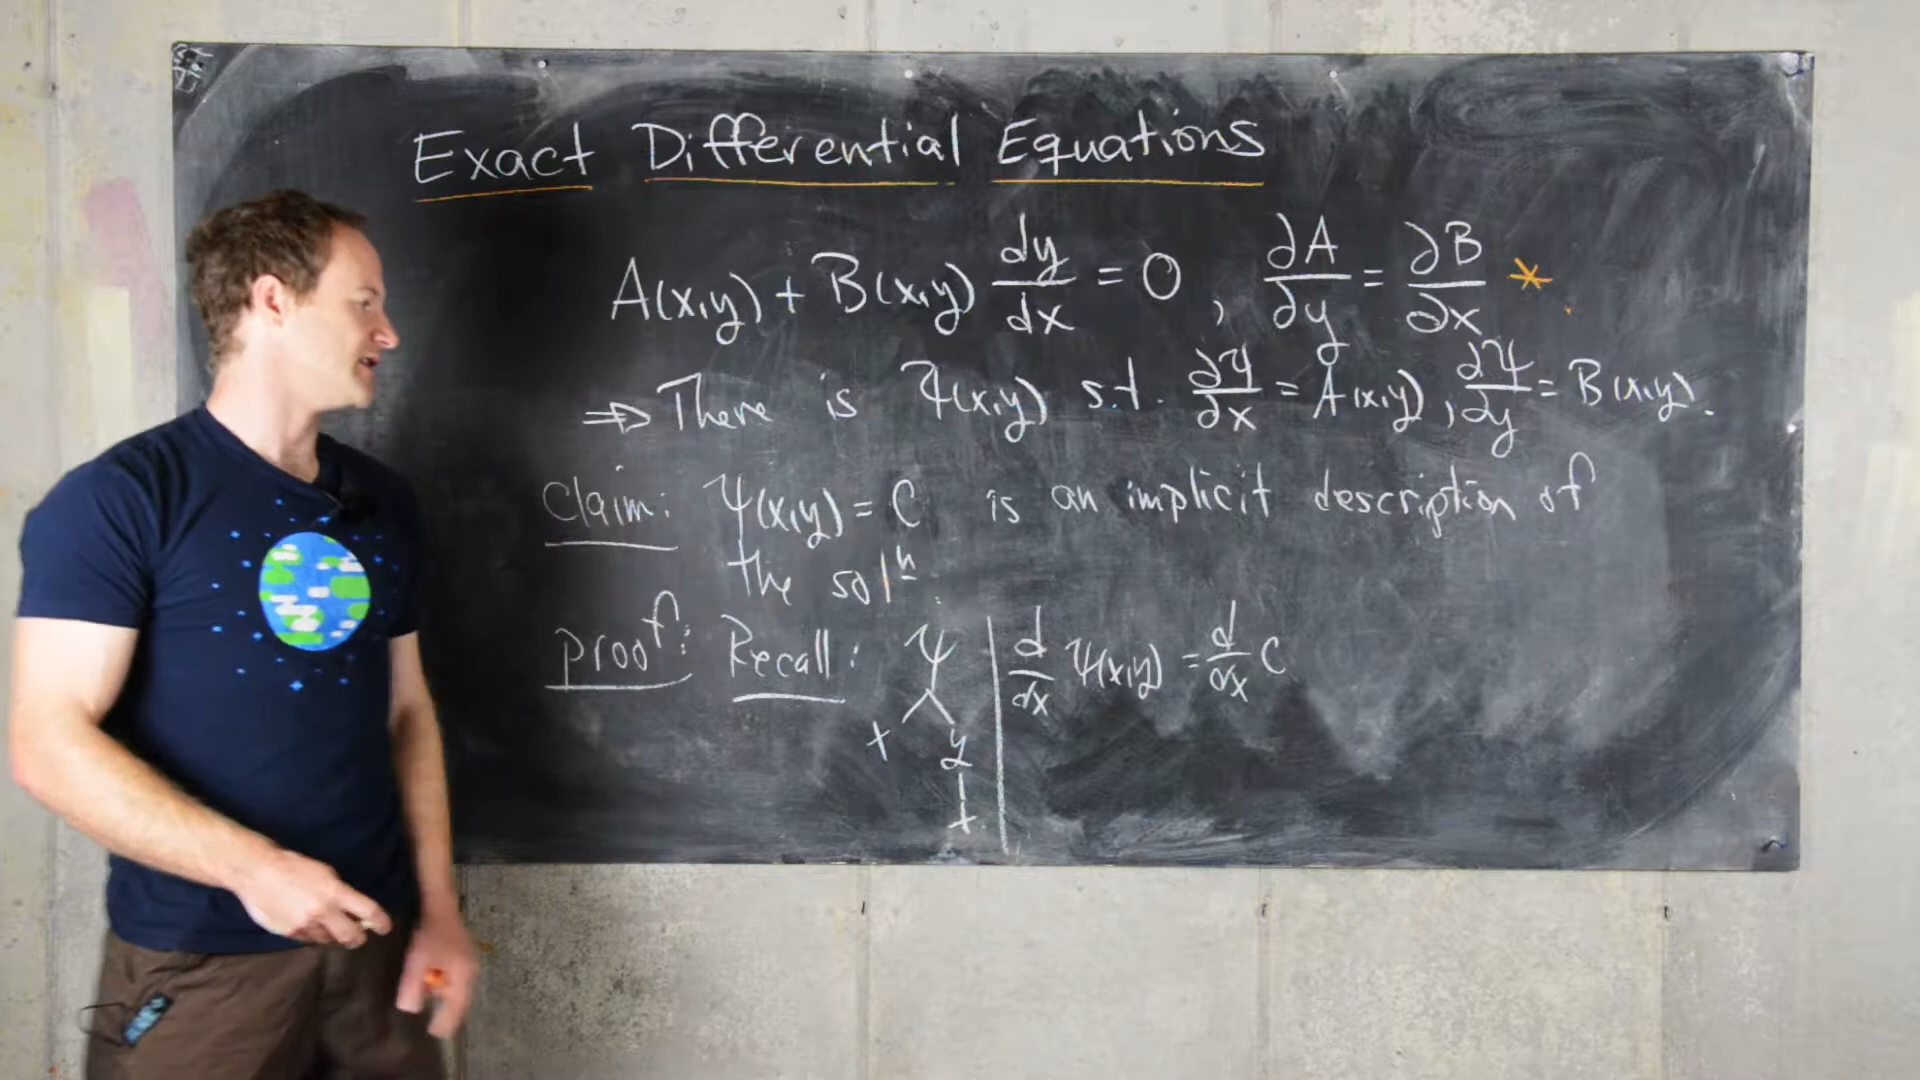 Exact Differential Equations
A(x,y) + B(x,y) dy/dx = 0 , ∂A/∂y = ∂B/∂x *
⇒ There is Ψ(x,y) s.t. ∂Ψ/∂x = A(x,y), ∂Ψ/∂y = B(x,y).
Claim: Ψ(x,y) = C is an implicit description of
the solⁿ.
Proof: Recall: Ψ | d/dx Ψ(x,y) = d/dx C
x y
x